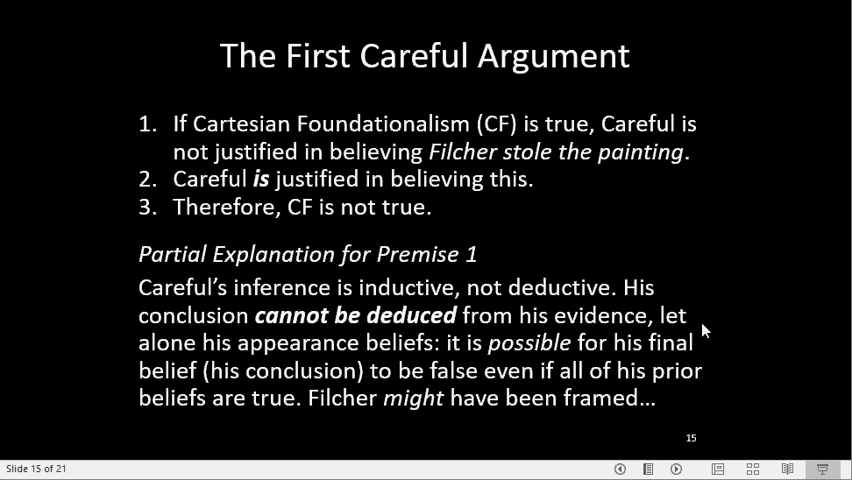 The First Careful Argument
1. If Cartesian Foundationalism (CF) is true, Careful is
not justified in believing Filcher stole the painting.
2. Careful is justified in believing this.
3. Therefore, CF is not true.
Partial Explanation for Premise 1
Careful's inference is inductive, not deductive. His
conclusion cannot be deduced from his evidence, let
alone his appearance beliefs: it is possible for his final
belief (his conclusion) to be false even if all of his prior
beliefs are true. Filcher might have been framed…
15
Slide 15 of 21